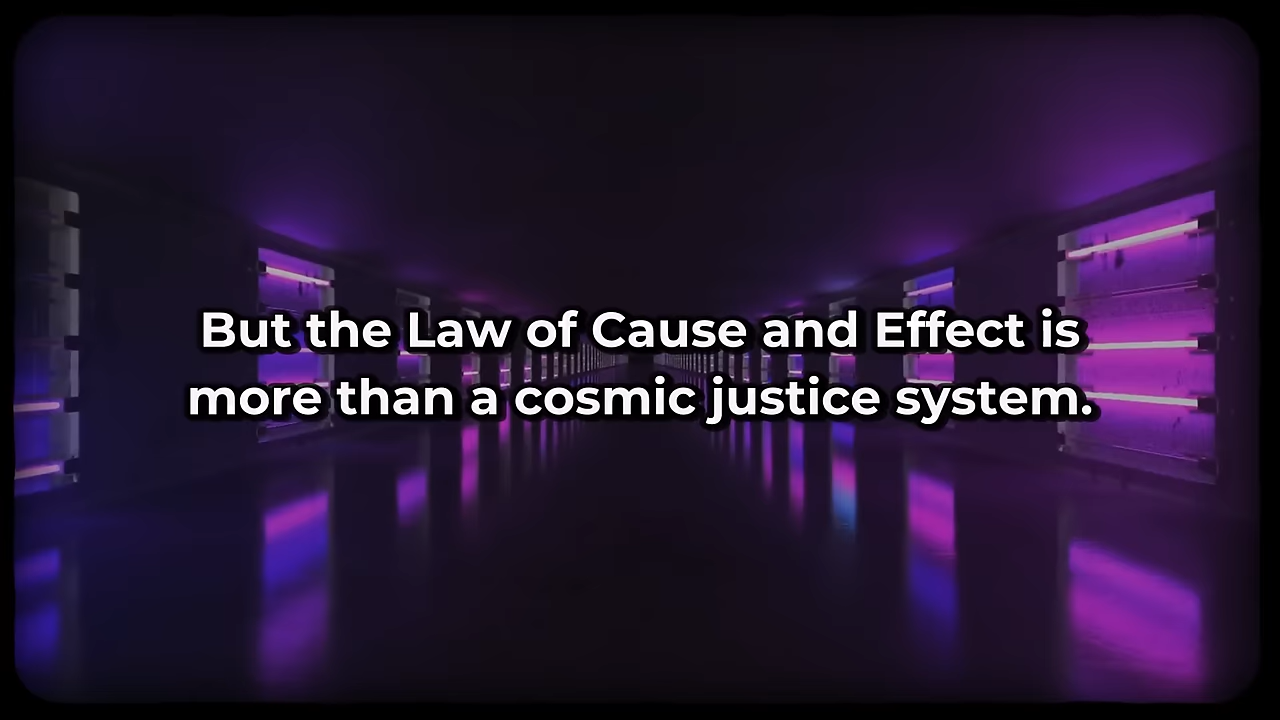 But the Law of Cause and Effect is
more than a cosmic justice system.